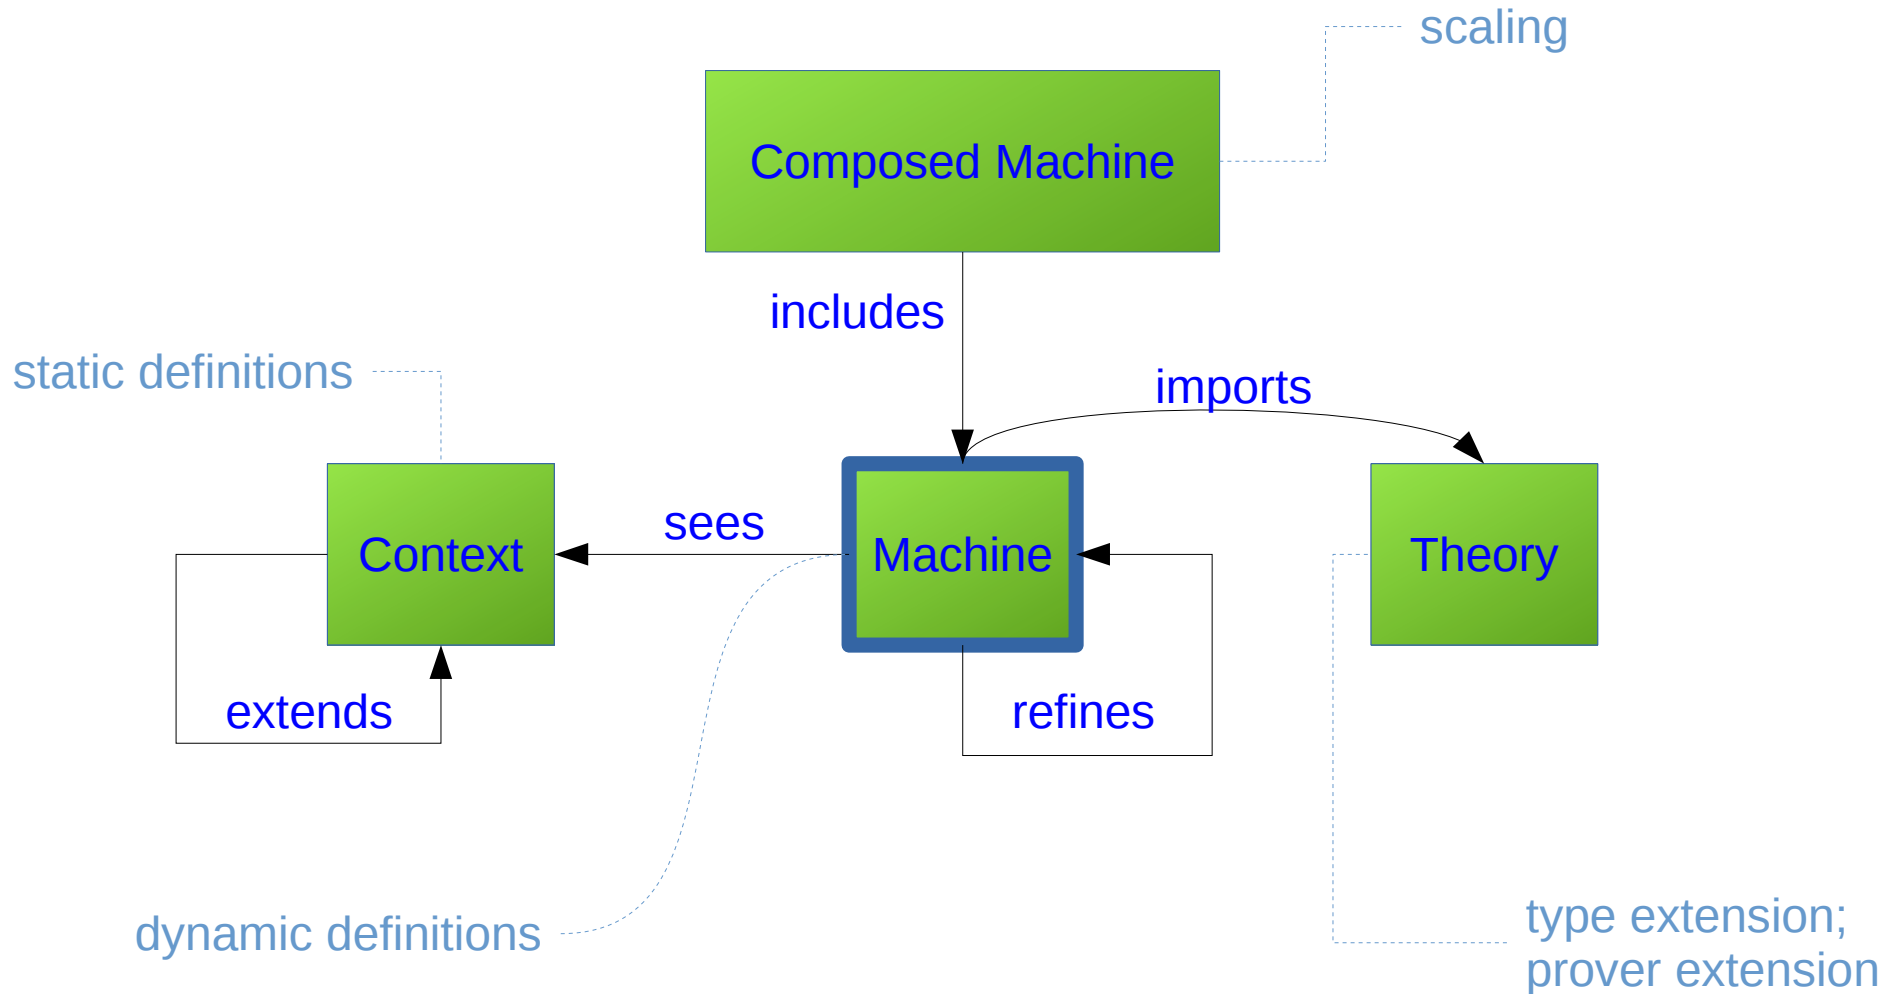 scaling
Composed Machine
includes
static definitions
imports
sees
Context
Machine
Theory
extends
refines
dynamic definitions
type extension;
prover extension